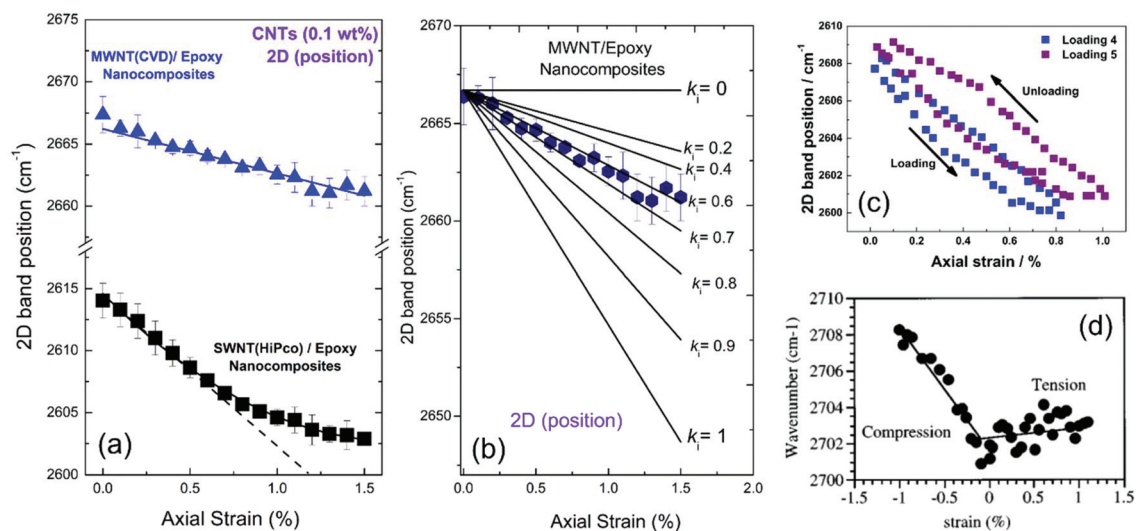 CNTs (0.1 wt%)
2D (position)
MWNT(CVD)/ Epoxy
Nanocomposites
SWNT(HiPco) / Epoxy
Nanocomposites
(a)
2D band position (cm-1)
2675
2670
2665
2660
2615
2610
2605
2600
0.0
0.5
1.0
1.5
Axial Strain (%)
MWNT/Epoxy
Nanocomposites
ki= 0
ki= 0.2
ki= 0.4
ki= 0.6
ki= 0.7
ki= 0.8
ki= 0.9
ki= 1
2D (position)
(b)
2D band position (cm-1)
2670
2665
2660
2655
2650
0.0
0.5
1.0
1.5
2.0
Axial Strain (%)
Loading 4
Loading 5
Unloading
Loading
(c)
2D band position / cm-1
2610
2608
2606
2604
2602
2600
0.0
0.2
0.4
0.6
0.8
1.0
Axial strain / %
(d)
Tension
Compression
Wavenumber (cm-1)
2710
2708
2706
2704
2702
2700
-1.5
-1
-0.5
0
0.5
1
1.5
strain (%)